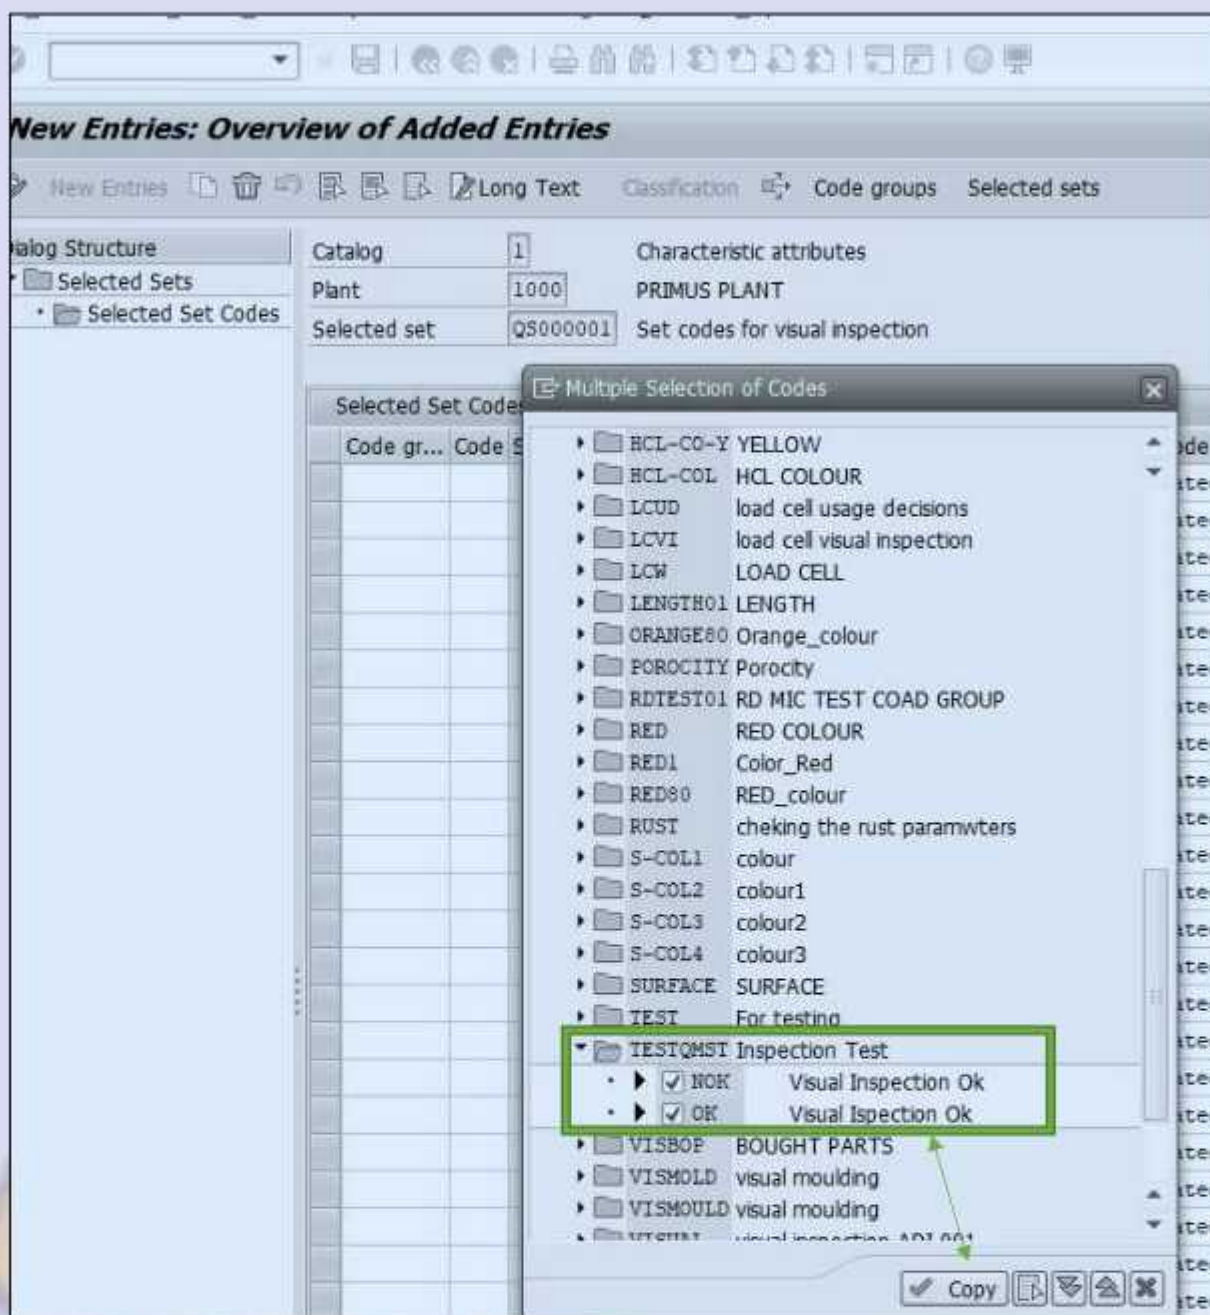 New Entries: Overview of Added Entries
New Entries Long Text Classification Code groups Selected sets
Dialog Structure
Selected Sets
Selected Set Codes
Catalog 1 Characteristic attributes
Plant 1000 PRIMUS PLANT
Selected set QS000001 Set codes for visual inspection
Selected Set Codes
Code gr... Code S
Multiple Selection of Codes
HCL-CO-Y YELLOW
HCL-COL HCL COLOUR
LCUD load cell usage decisions
LCVI load cell visual inspection
LCW LOAD CELL
LENGTH01 LENGTH
ORANGE80 Orange_colour
POROCITY Porocity
RDTEST01 RD MIC TEST COAD GROUP
RED RED COLOUR
RED1 Color_Red
RED80 RED_colour
RUST cheking the rust paramwters
S-COL1 colour
S-COL2 colour1
S-COL3 colour2
S-COL4 colour3
SURFACE SURFACE
TEST For testing
TESTQMST Inspection Test
NOK Visual Inspection Ok
OK Visual Ispection Ok
VISBOP BOUGHT PARTS
VISMOLD visual moulding
VISMOULD visual moulding
VISUAL visual inspection ADI 001
Copy